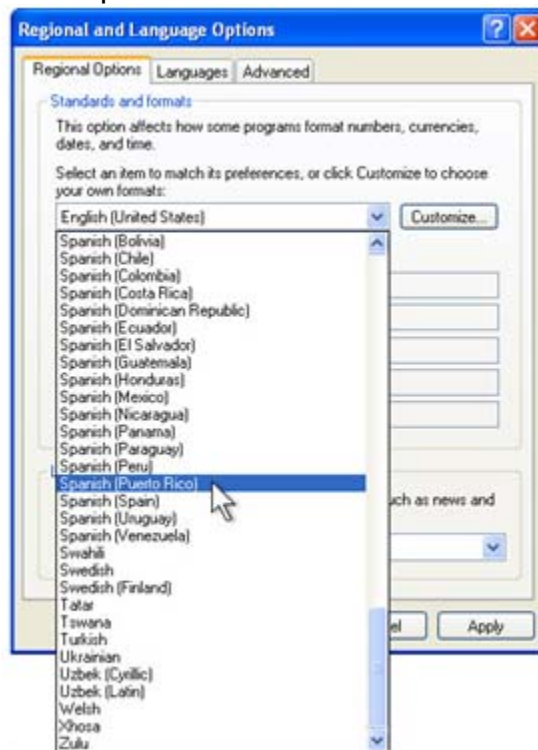 Regional and Language Options
Regional Options Languages Advanced
Standards and formats
This option affects how some programs format numbers, currencies,
dates, and time.
Select an item to match its preferences, or click Customize to choose
your own formats:
English (United States) Customize...
Spanish (Bolivia)
Spanish (Chile)
Spanish (Colombia)
Spanish (Costa Rica)
Spanish (Dominican Republic)
Spanish (Ecuador)
Spanish (El Salvador)
Spanish (Guatemala)
Spanish (Honduras)
Spanish (Mexico)
Spanish (Nicaragua)
Spanish (Panama)
Spanish (Paraguay)
Spanish (Peru)
Spanish (Puerto Rico)
Spanish (Spain) uch as news and
Spanish (Uruguay)
Spanish (Venezuela)
Swahili
Swedish
Swedish (Finland)
Tatar
Tswana
Turkish el Apply
Ukrainian
Uzbek (Cyrillic)
Uzbek (Latin)
Welsh
Xhosa
Zulu